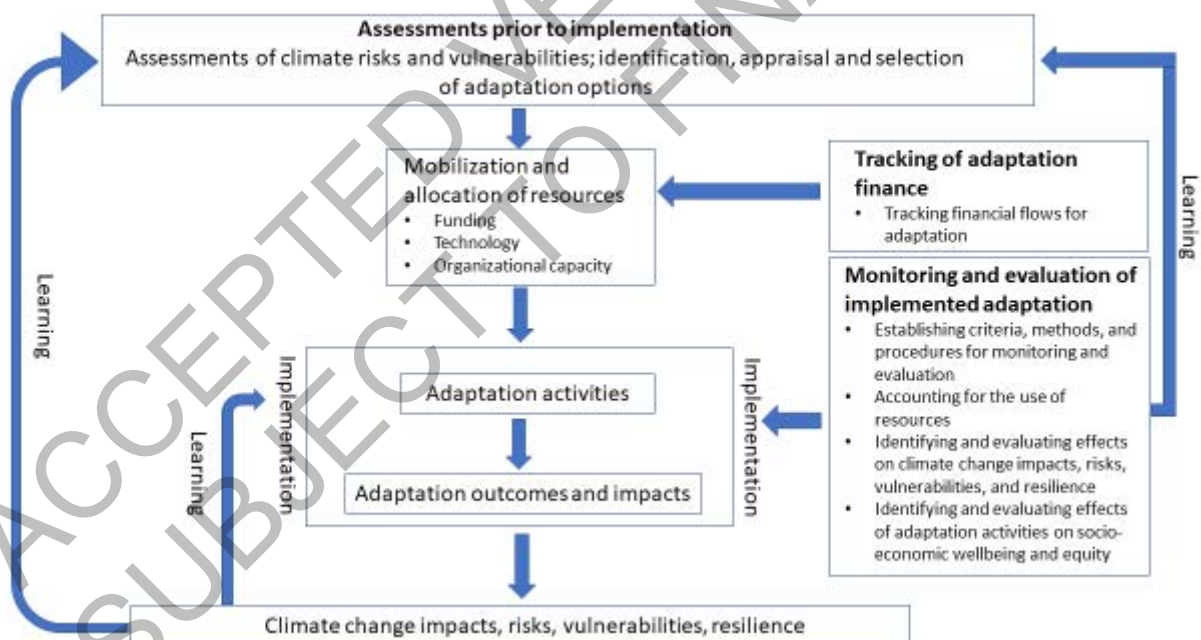 Assessments prior to implementation
Assessments of climate risks and vulnerabilities; identification, appraisal and selection
of adaptation options
Mobilization and
allocation of resources
• Funding
• Technology
• Organizational capacity
Tracking of adaptation
finance
• Tracking financial flows for
adaptation
Learning
Monitoring and evaluation of
implemented adaptation
• Establishing criteria, methods, and
procedures for monitoring and
evaluation
• Accounting for the use of
resources
• Identifying and evaluating effects
on climate change impacts, risks,
vulnerabilities, and resilience
• Identifying and evaluating effects
of adaptation activities on socio-
economic wellbeing and equity
Learning
Learning
Implementation
Adaptation activities
Adaptation outcomes and impacts
Implementation
Climate change impacts, risks, vulnerabilities, resilience
ACCEPTED
SUBJECT TO